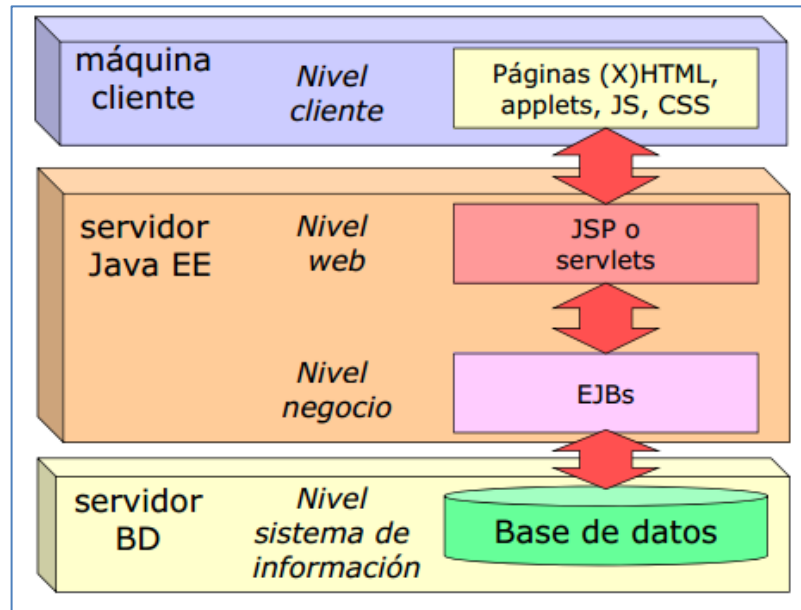 máquina
cliente
Nivel
cliente
Páginas (X)HTML,
applets, JS, CSS
servidor
Java EE
Nivel
web
JSP o
servlets
Nivel
negocio
EJBs
servidor
BD
Nivel
sistema de
información
Base de datos